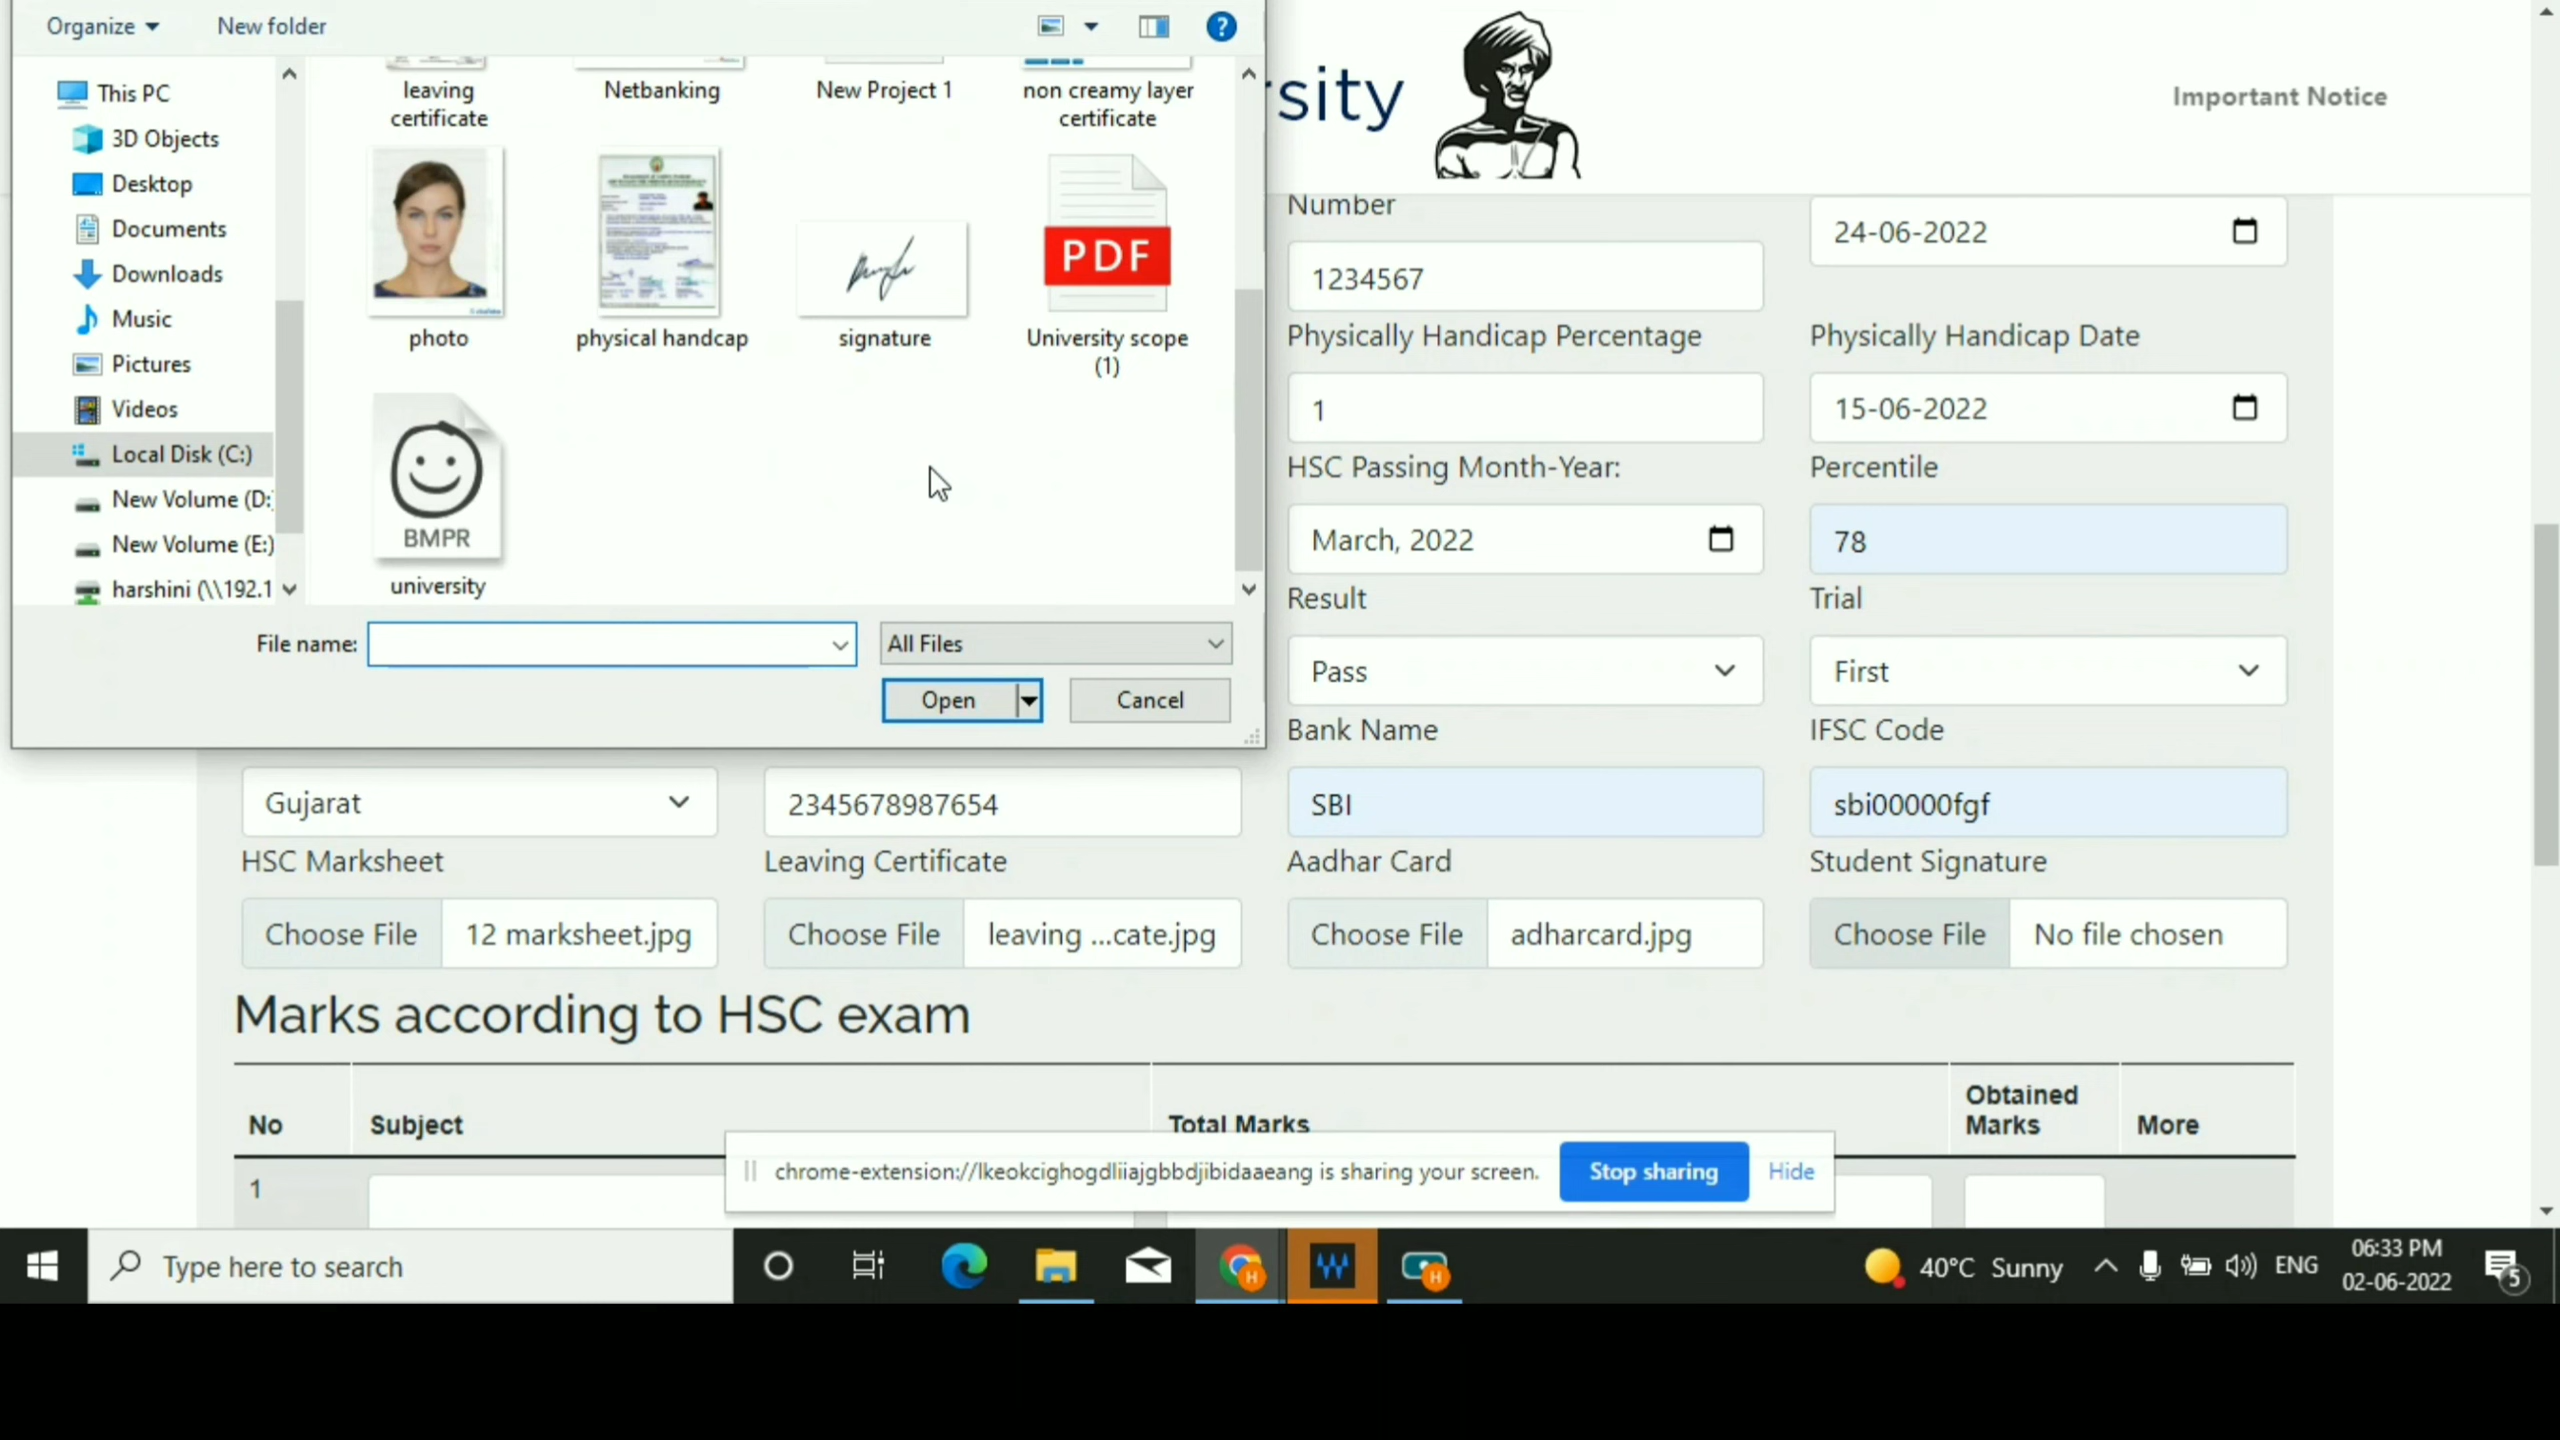 Organize
New folder
This PC
3D Objects
Desktop
Documents
Downloads
Music
Pictures
Videos
Local Disk (C:)
New Volume (D:
New Volume (E:)
harshini (\\192.1
leaving
certificate
Netbanking
New Project 1
non creamy layer
certificate
photo
physical handcap
signature
PDF
University scope
(1)
BMPR
university
File name:
All Files
Open
Cancel
rsity
Important Notice
Number
1234567
24-06-2022
Physically Handicap Percentage
Physically Handicap Date
1
15-06-2022
HSC Passing Month-Year:
Percentile
March, 2022
78
Result
Trial
Pass
First
Bank Name
IFSC Code
Gujarat
2345678987654
SBI
sbi00000fgf
HSC Marksheet
Leaving Certificate
Aadhar Card
Student Signature
Choose File
12 marksheet.jpg
Choose File
leaving ...cate.jpg
Choose File
adharcard.jpg
Choose File
No file chosen
Marks according to HSC exam
No
Subject
Total Marks
Obtained
Marks
More
1
chrome-extension://lkeokcighogdliiajgbbdjibidaaeang is sharing your screen.
Stop sharing
Hide
Type here to search
40°C Sunny
ENG
06:33 PM
02-06-2022
5